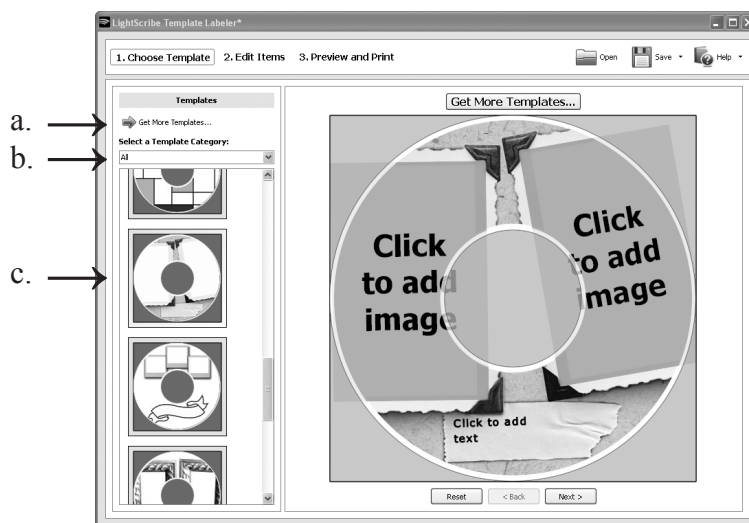 LightScribe Template Labeler*
1. Choose Template 2. Edit Items 3. Preview and Print Open Save Help
Templates
Get More Templates...
a.
Get More Templates...
Select a Template Category:
b.
All
c.
Click
to add
image
Click
to add
image
Click to add
text
Reset < Back Next >